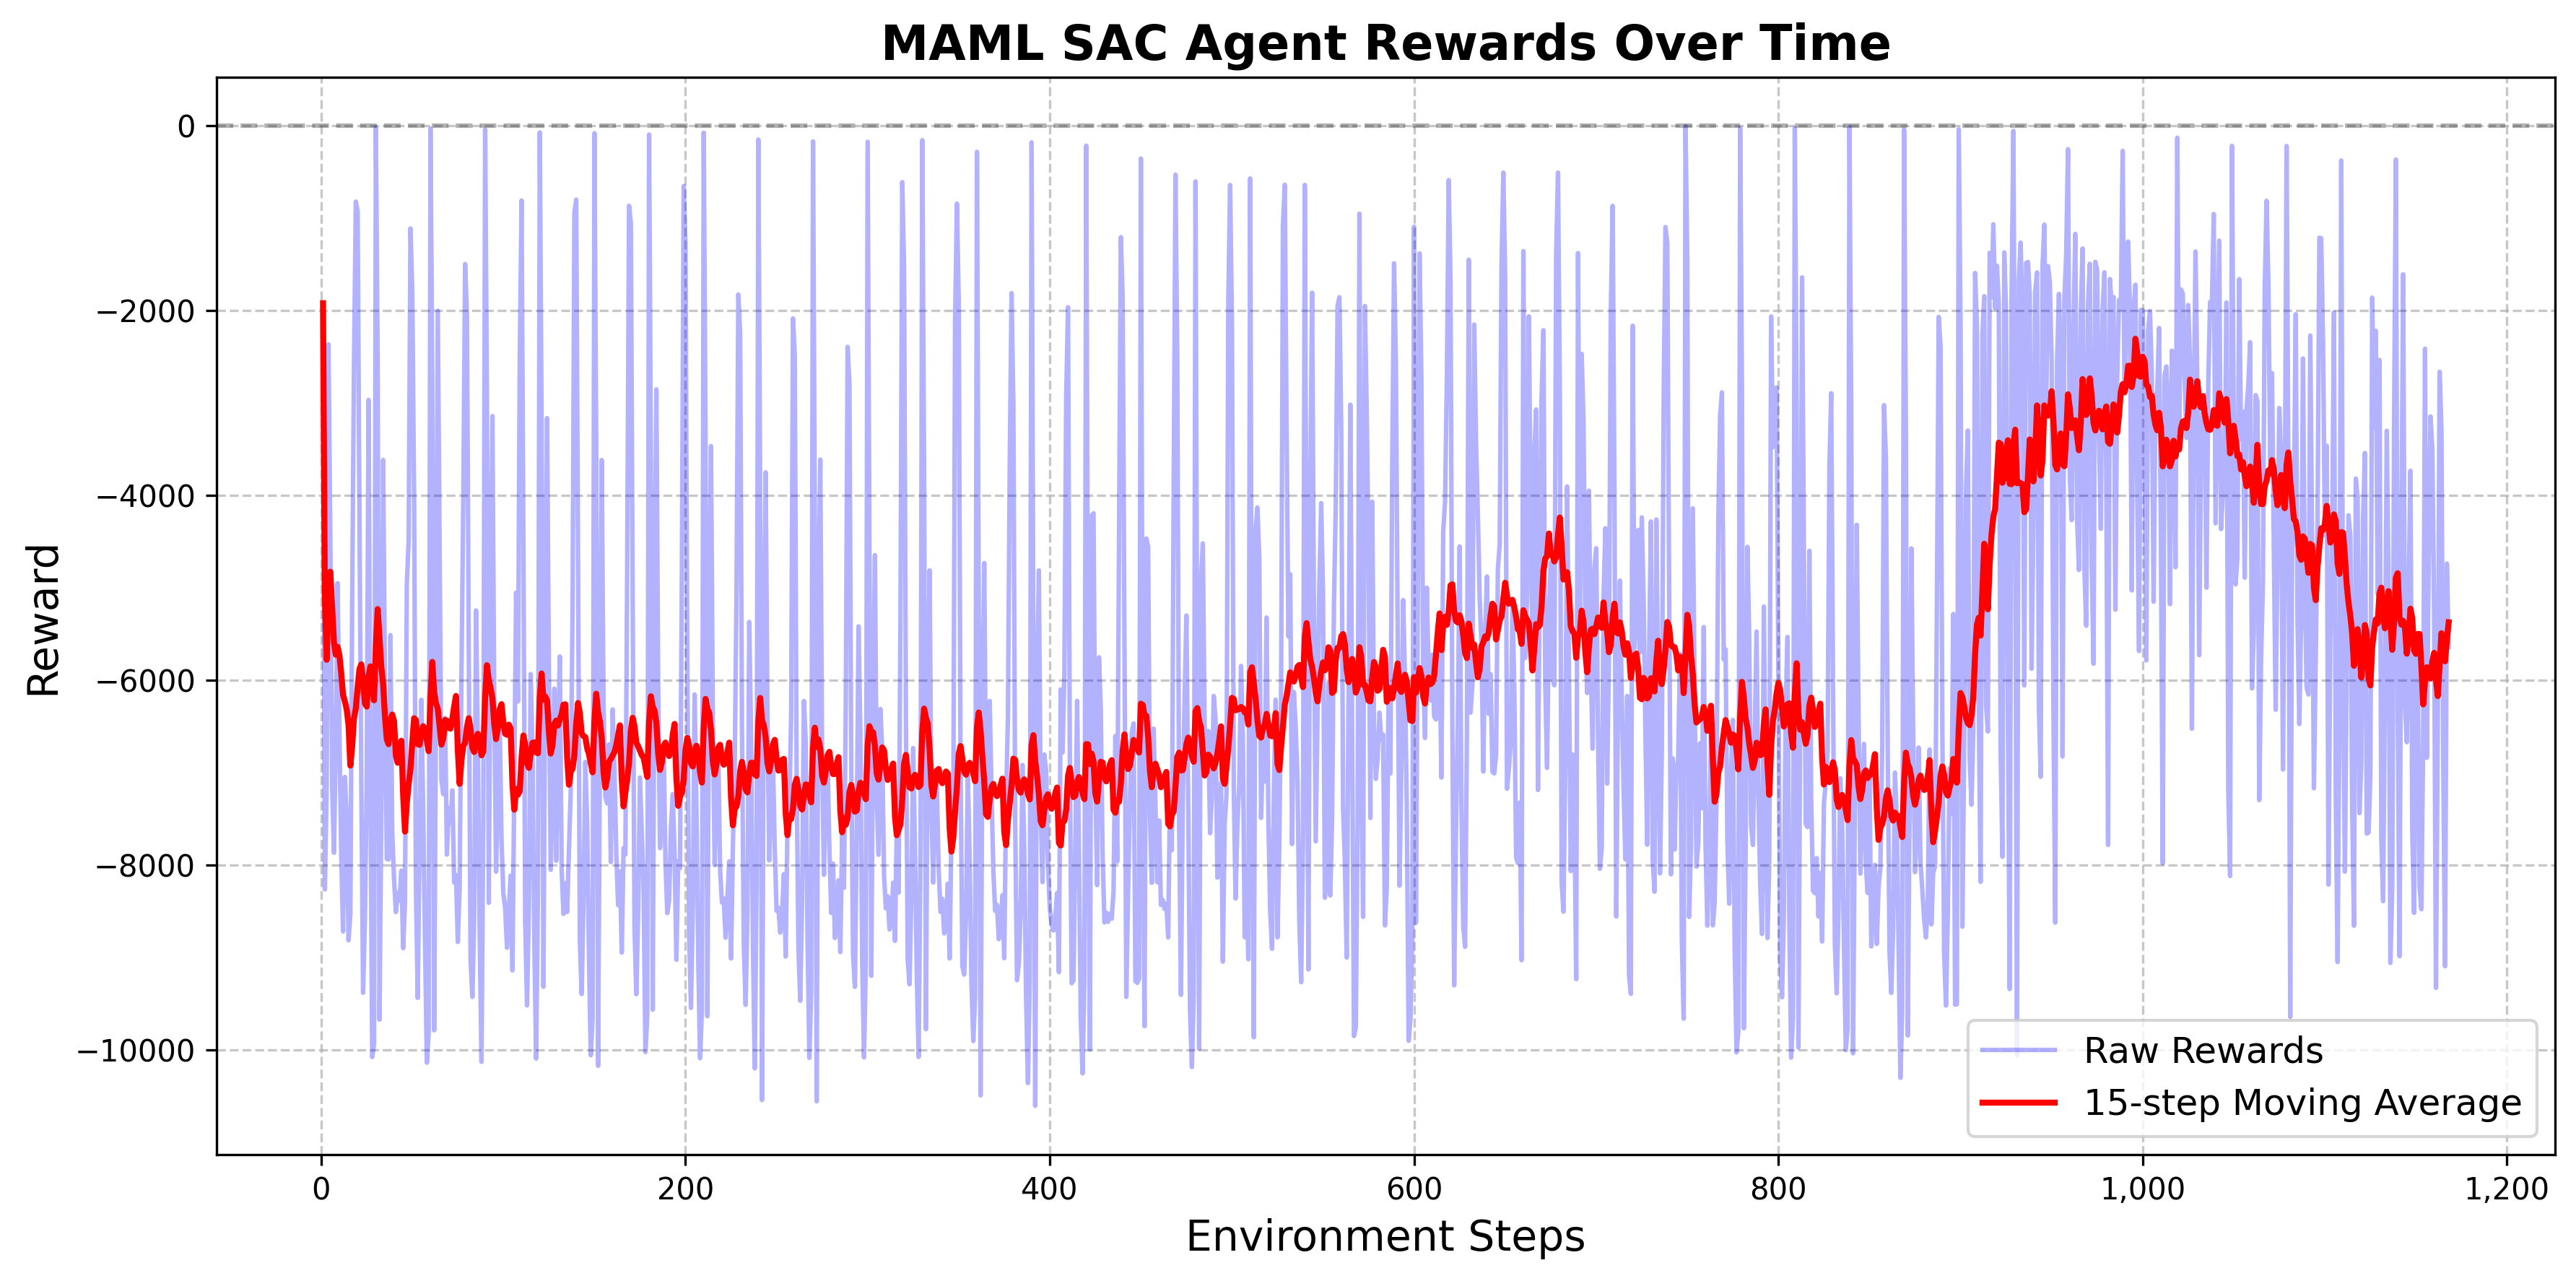 MAML SAC Agent Rewards Over Time
Reward
0
−2000
−4000
−6000
−8000
−10000
0
200
400
600
800
1,000
1,200
Environment Steps
Raw Rewards
15-step Moving Average